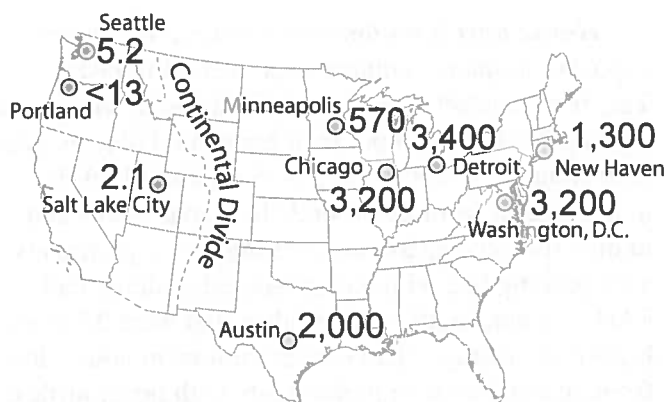 Seattle
5.2
<13
Portland
Continental Divide
Minneapolis
570
3,400
1,300
Chicago
Detroit
New Haven
2.1
Salt Lake City
3,200
3,200
Washington, D.C.
Austin
2,000